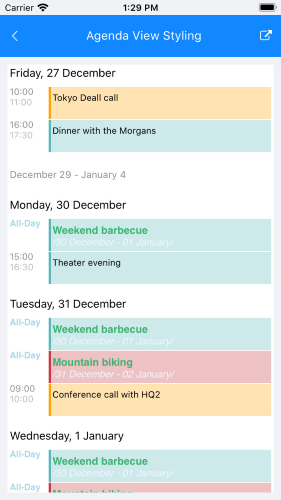 Carrier 1:29 PM
Agenda View Styling
Friday, 27 December
10:00 Tokyo Deall call
11:00
16:00 Dinner with the Morgans
17:30
December 29 - January 4
Monday, 30 December
All-Day
Weekend barbecue
/30 December - 01 January/
15:00 Theater evening
16:30
Tuesday, 31 December
All-Day
Weekend barbecue
/30 December - 01 January/
All-Day
Mountain biking
/31 December - 02 January/
09:00 Conference call with HQ2
10:00
Wednesday, 1 January
All-Day
Weekend barbecue
/30 December - 01 January/
All-Day
Mountain biking